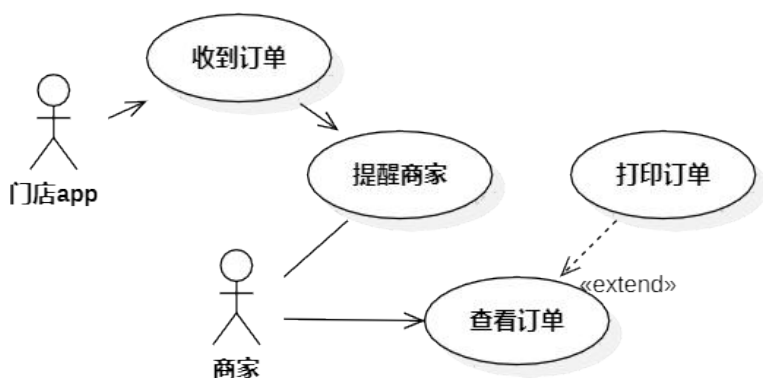 收到订单
门店app
提醒商家
打印订单
«extend»
查看订单
商家